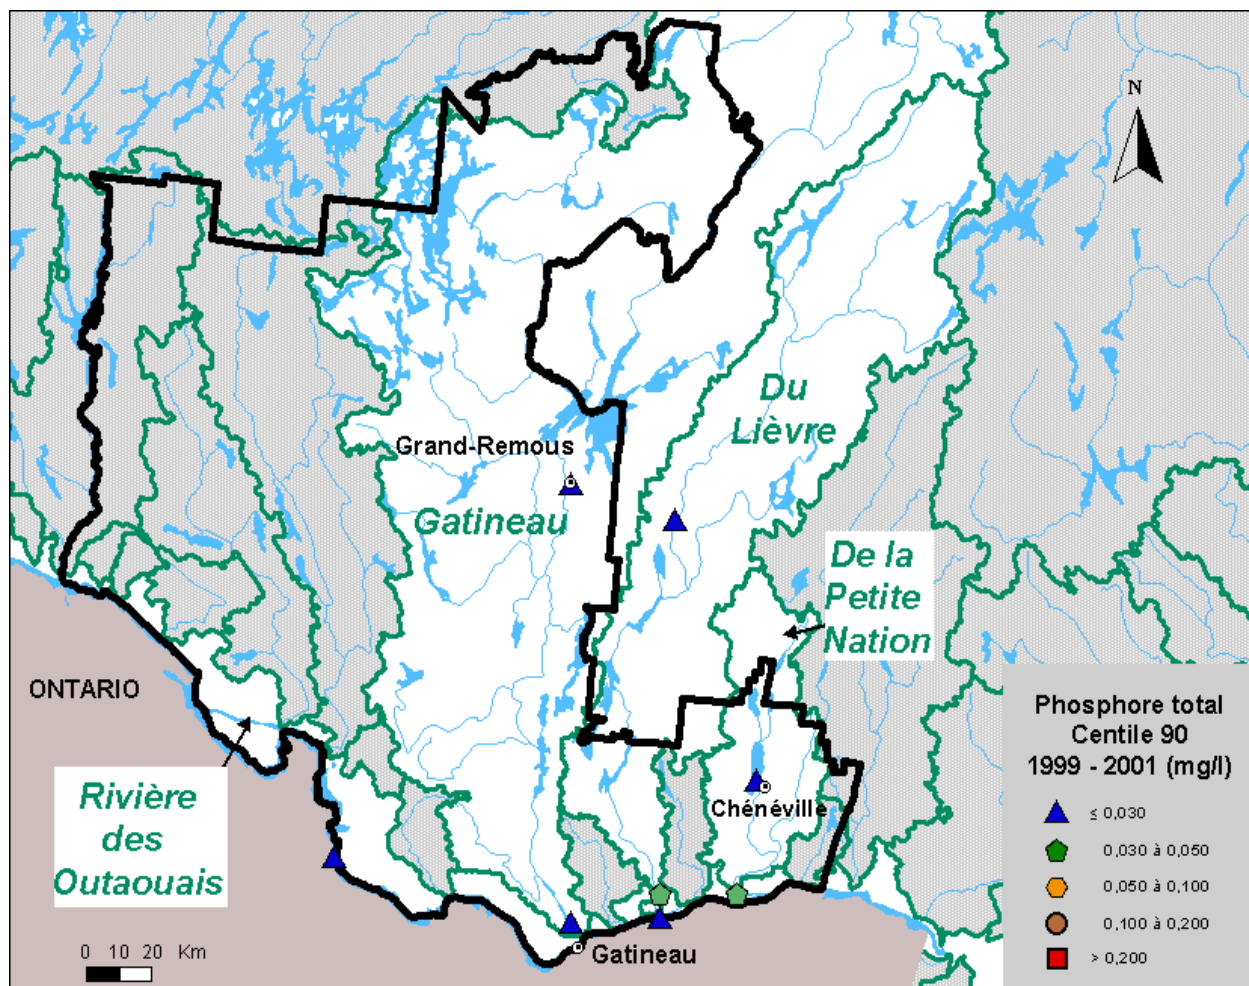 N
Du
Lièvre
Grand-Remous
Gatineau
De la
Petite
Nation
ONTARIO
Rivière
des
Outaouais
Chénéville
Gatineau
0 10 20 Km
Phosphore total
Centile 90
1999 - 2001 (mg/l)
≤ 0,030
0,030 à 0,050
0,050 à 0,100
0,100 à 0,200
> 0,200